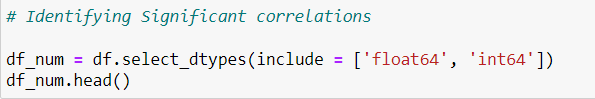 # Identifying Significant correlations
df_num = df.select_dtypes(include = ['float64', 'int64'])
df_num.head()